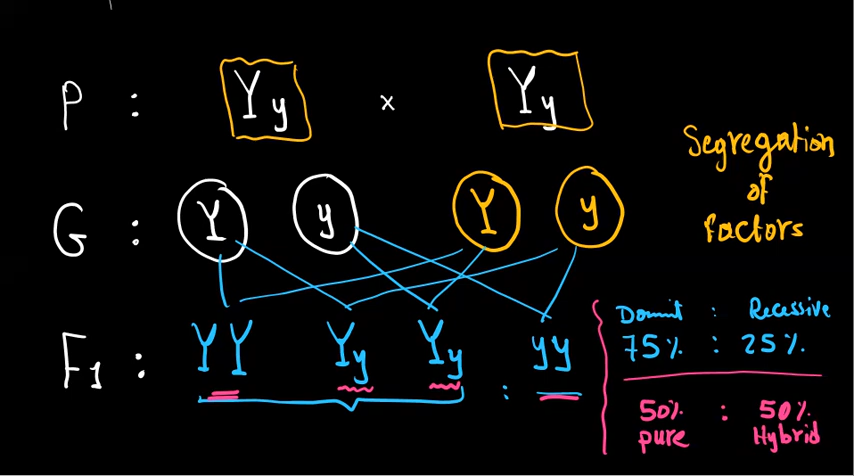 P : Yy x Yy
Segregation
of
factors
G : Y y Y y
F1 : YY Yy Yy : yy
Domint : Recessive
75% : 25%.
50% : 50%
pure Hybrid